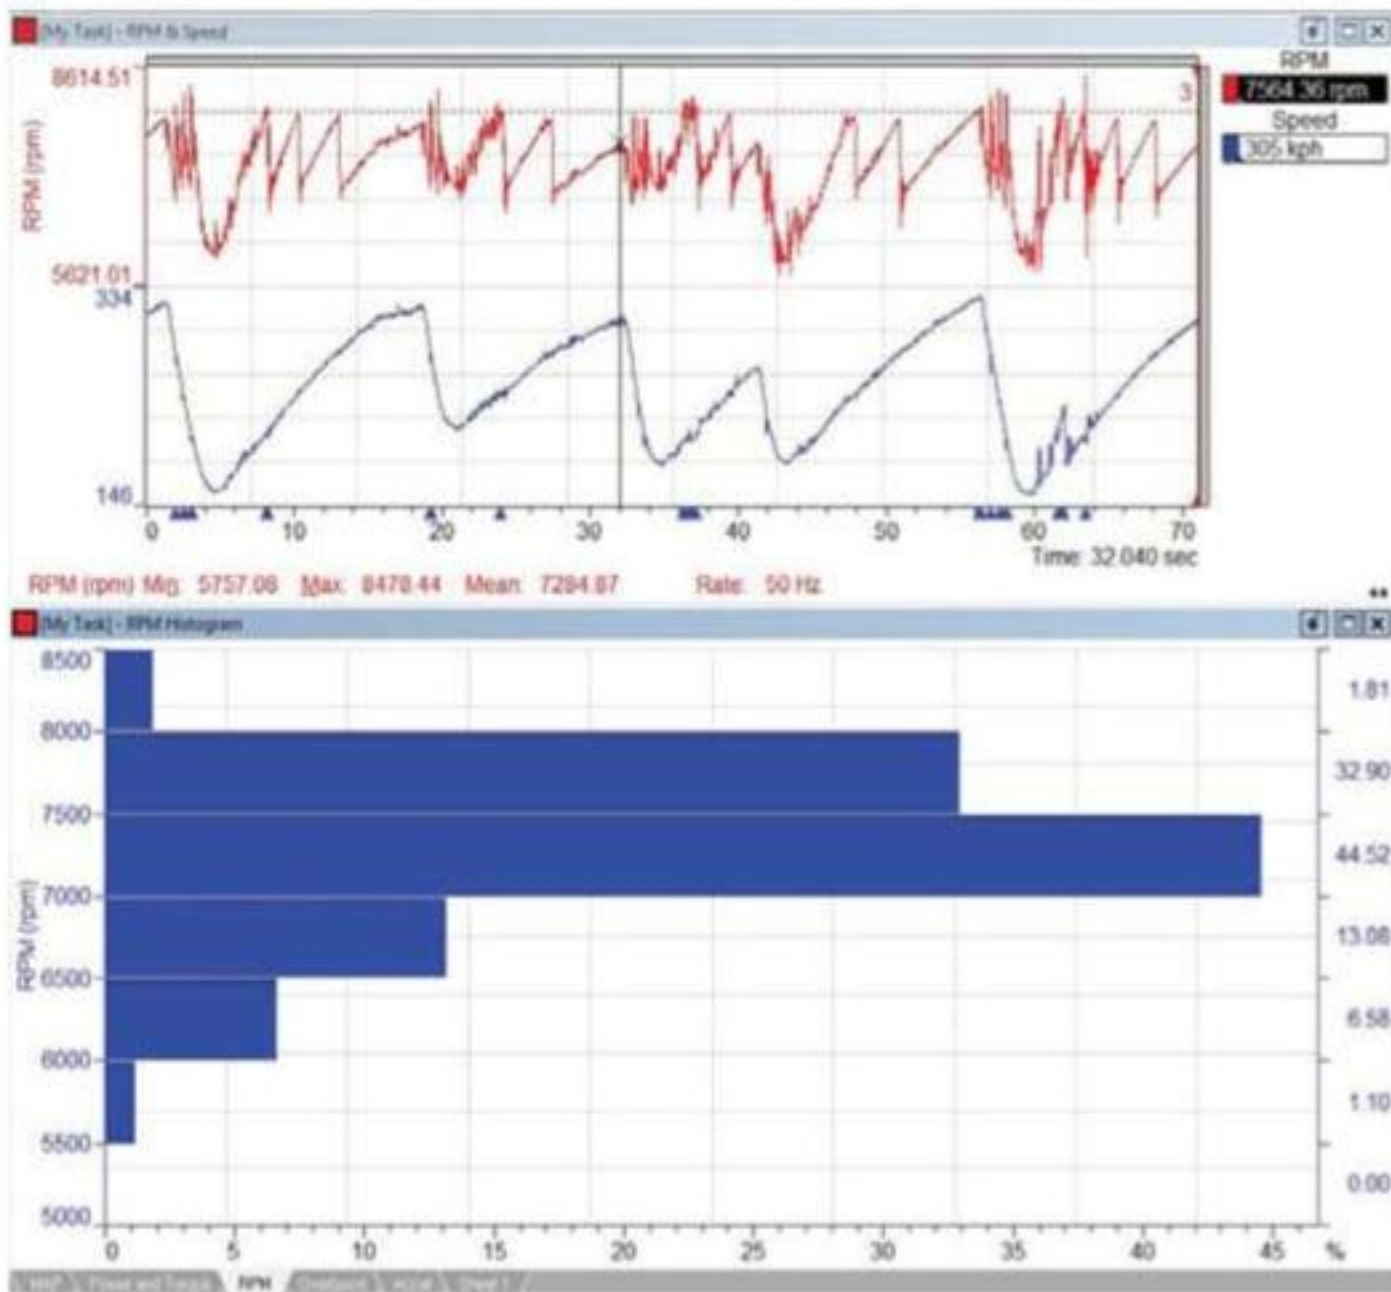 [My Task] - RPM & Speed
RPM
7564.36 rpm
Speed
305 kph
8614.51
3
RPM (rpm)
5621.01
334
146
0 10 20 30 40 50 60 70
Time: 32.040 sec
RPM (rpm) Min: 5757.08 Max: 8478.44 Mean: 7284.87 Rate: 50 Hz
[My Task] - RPM Histogram
8500
1.81
8000
32.90
7500
44.52
7000
RPM (rpm)
13.08
6500
6.58
6000
1.10
5500
0.00
5000
0 5 10 15 20 25 30 35 40 45 %
Power and Torque RPM